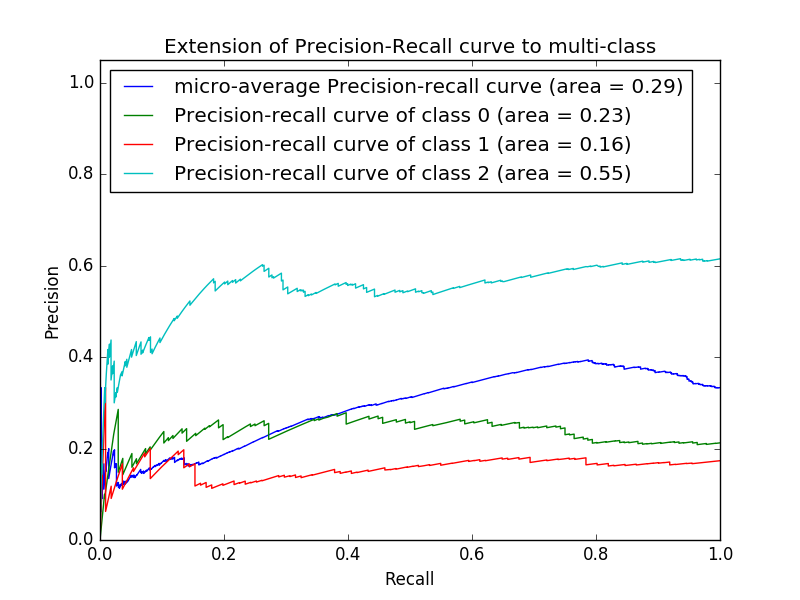 Extension of Precision-Recall curve to multi-class
micro-average Precision-recall curve (area = 0.29)
Precision-recall curve of class 0 (area = 0.23)
Precision-recall curve of class 1 (area = 0.16)
Precision-recall curve of class 2 (area = 0.55)
1.0
0.8
0.6
0.4
0.2
0.0
Precision
0.0 0.2 0.4 0.6 0.8 1.0
Recall